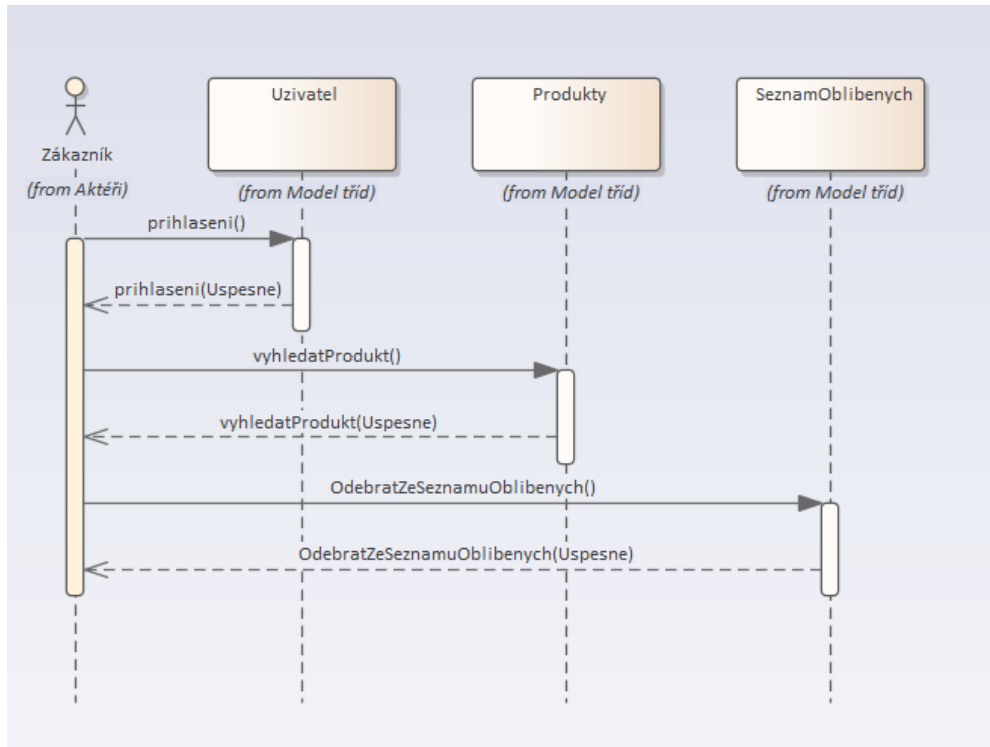 Uzivatel
Produkty
SeznamOblibenych
Zákazník
(from Aktéři)
(from Model tříd)
(from Model tříd)
(from Model tříd)
prihlaseni()
prihlaseni(Uspesne)
vyhledatProdukt()
vyhledatProdukt(Uspesne)
OdebratZeSeznamuOblibenych()
OdebratZeSeznamuOblibenych(Uspesne)